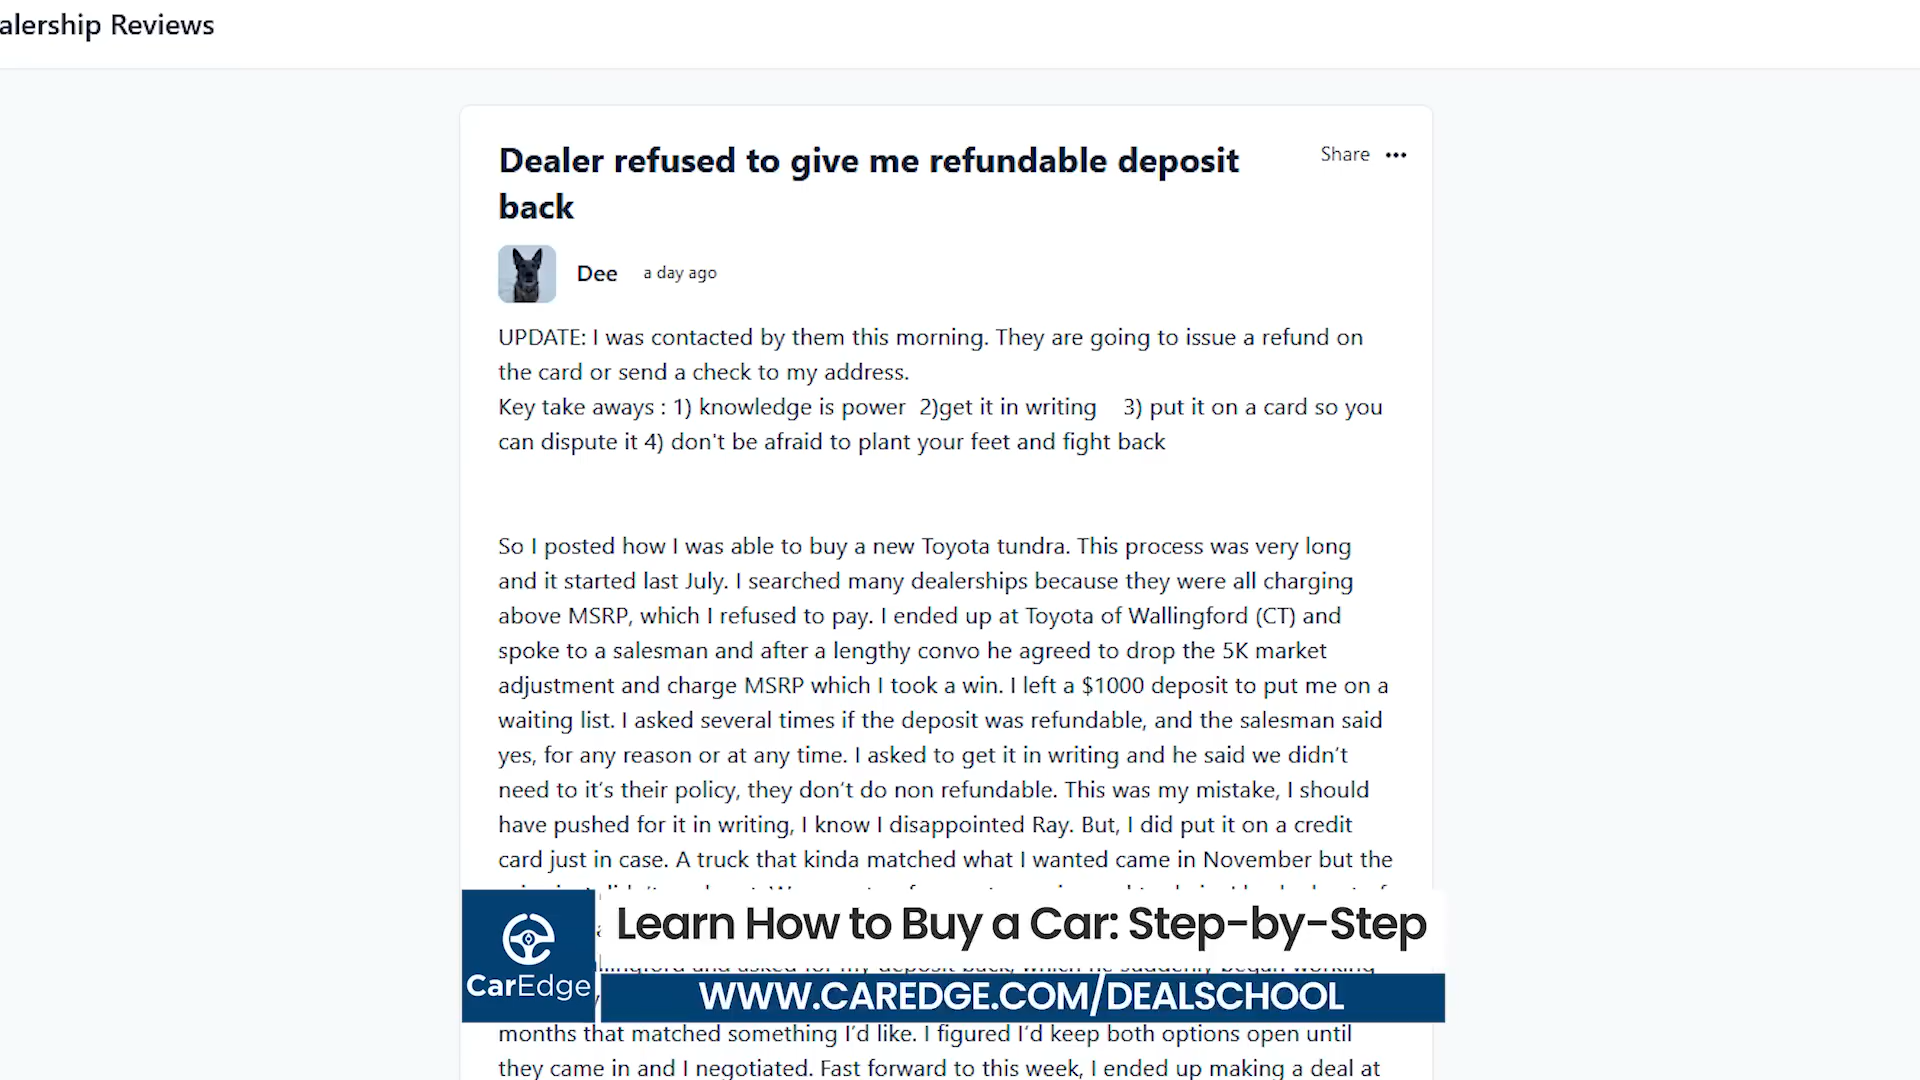 alership Reviews
Dealer refused to give me refundable deposit
back
Share
Dee a day ago
UPDATE: I was contacted by them this morning. They are going to issue a refund on
the card or send a check to my address.
Key take aways : 1) knowledge is power 2)get it in writing 3) put it on a card so you
can dispute it 4) don't be afraid to plant your feet and fight back
So I posted how I was able to buy a new Toyota tundra. This process was very long
and it started last July. I searched many dealerships because they were all charging
above MSRP, which I refused to pay. I ended up at Toyota of Wallingford (CT) and
spoke to a salesman and after a lengthy convo he agreed to drop the 5K market
adjustment and charge MSRP which I took a win. I left a $1000 deposit to put me on a
waiting list. I asked several times if the deposit was refundable, and the salesman said
yes, for any reason or at any time. I asked to get it in writing and he said we didn't
need to it's their policy, they don't do non refundable. This was my mistake, I should
have pushed for it in writing, I know I disappointed Ray. But, I did put it on a credit
card just in case. A truck that kinda matched what I wanted came in November but the
Learn How to Buy a Car: Step-by-Step
CarEdge
WWW.CAREDGE.COM/DEALSCHOOL
months that matched something I'd like. I figured I'd keep both options open until
they came in and I negotiated. Fast forward to this week, I ended up making a deal at